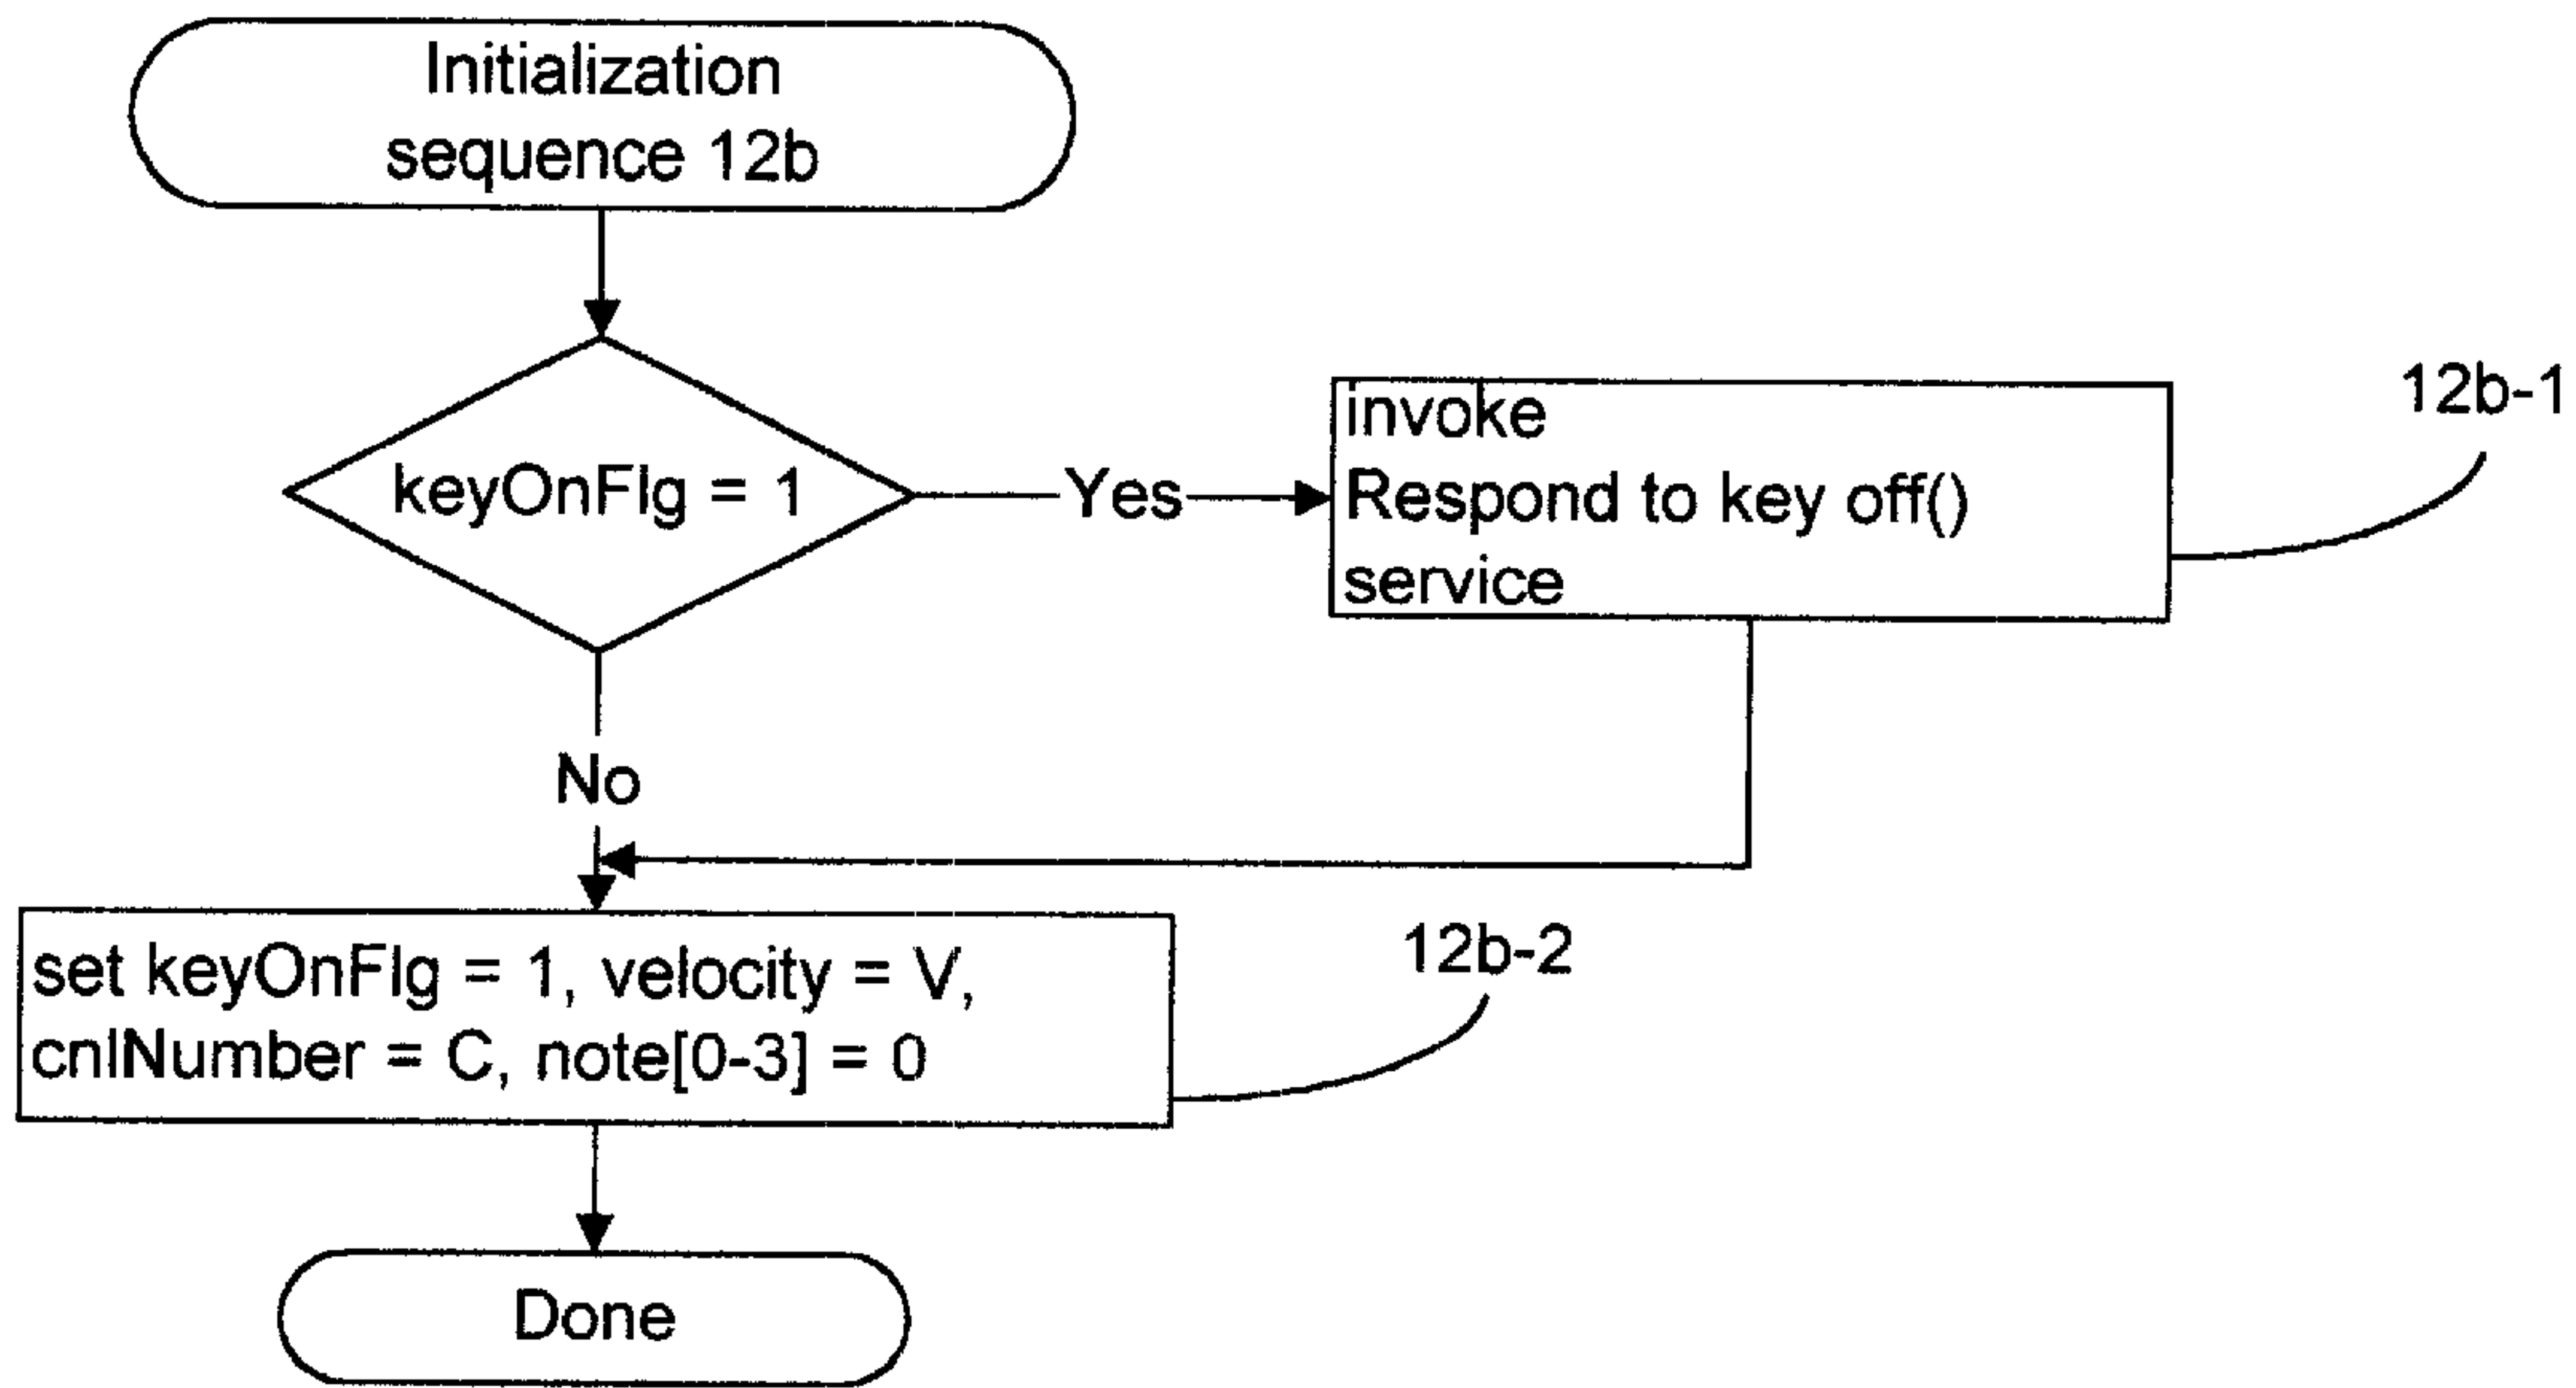 Initialization
sequence 12b
keyOnFlg = 1
Yes
invoke
Respond to key off()
service
12b-1
No
set keyOnFlg = 1, velocity = V,
cnlNumber = C, note[0-3] = 0
12b-2
Done